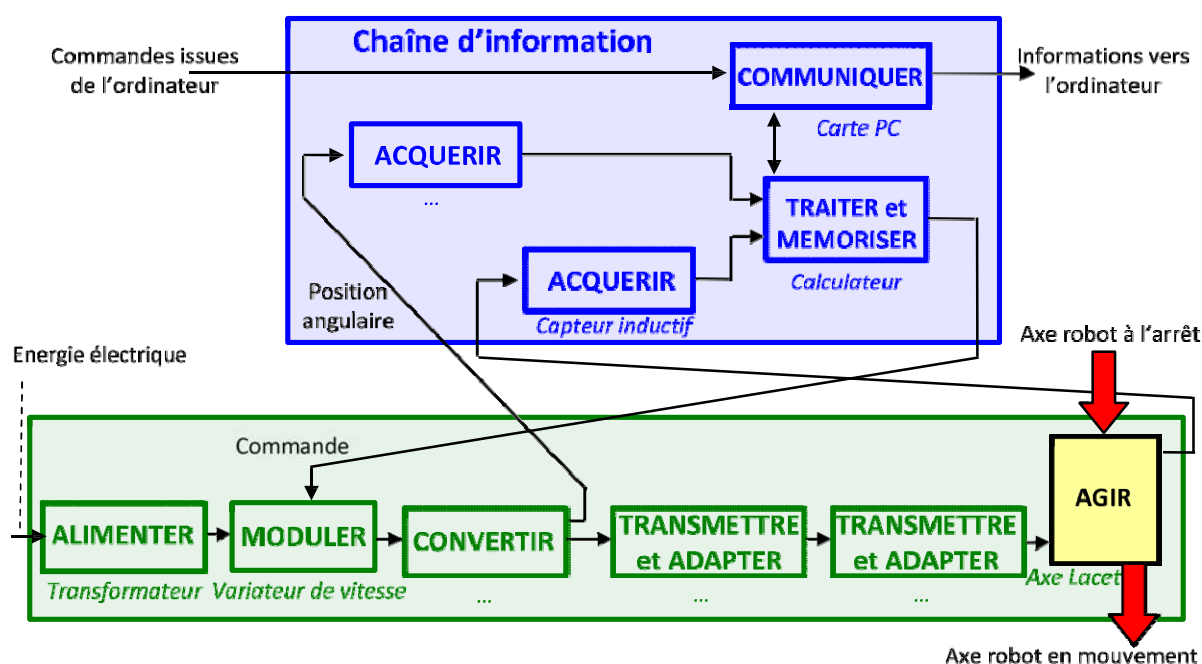 Chaîne d'information
Commandes issues
de l'ordinateur
COMMUNIQUER
Carte PC
Informations vers
l'ordinateur
ACQUERIR
...
TRAITER et
MEMORISER
Calculateur
ACQUERIR
Capteur inductif
Position
angulaire
Axe robot à l'arrêt
Energie électrique
Commande
ALIMENTER
Transformateur
MODULER
Variateur de vitesse
CONVERTIR
...
TRANSMETTRE
et ADAPTER
...
TRANSMETTRE
et ADAPTER
...
AGIR
Axe Lacet
Axe robot en mouvement